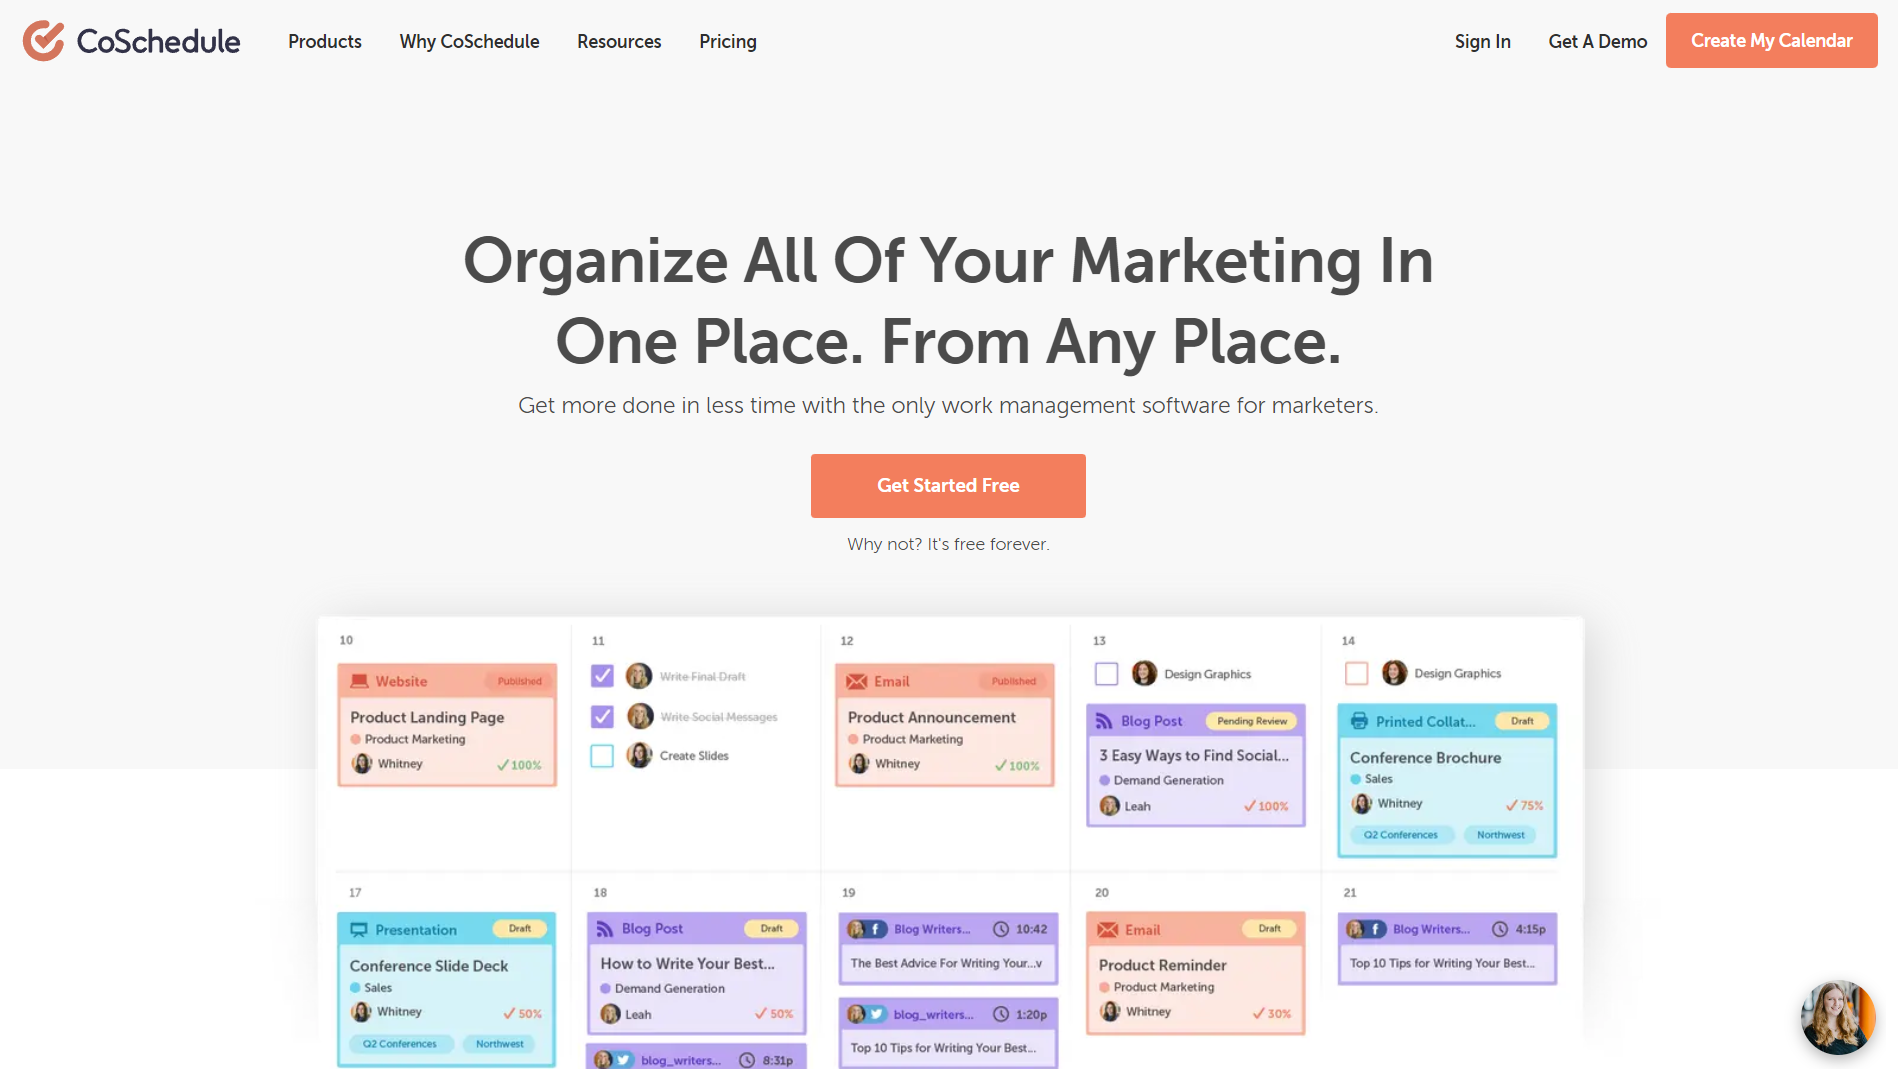 CoSchedule
Products
Why CoSchedule
Resources
Pricing
Sign In
Get A Demo
Create My Calendar
Organize All Of Your Marketing In
One Place. From Any Place.
Get more done in less time with the only work management software for marketers.
Get Started Free
Why not? It's free forever.
10
Website
Published
Product Landing Page
Product Marketing
Whitney
100%
11
Write Final Draft
Write Social Messages
Create Slides
12
Email
Published
Product Announcement
Product Marketing
Whitney
100%
13
Design Graphics
Blog Post
Pending Review
3 Easy Ways to Find Social...
Demand Generation
Leah
100%
14
Design Graphics
Printed Collat...
Draft
Conference Brochure
Sales
Whitney
75%
Q2 Conferences
Northwest
17
Presentation
Draft
Conference Slide Deck
Sales
Whitney
50%
Q2 Conferences
Northwest
18
Blog Post
Draft
How to Write Your Best...
Demand Generation
Leah
50%
blog_writers...
8:31p
19
Blog Writers...
10:42
The Best Advice For Writing Your...v
blog_writers...
1:20p
Top 10 Tips for Writing Your Best...
20
Email
Draft
Product Reminder
Product Marketing
Whitney
30%
21
Blog Writers...
4:15p
Top 10 Tips for Writing Your Best...